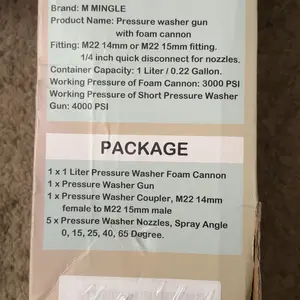 Brand: M MINGLE
Product Name: Pressure washer gun
with foam cannon
Fitting: M22 14mm or M22 15mm fitting.
1/4 inch quick disconnect for nozzles.
Container Capacity: 1 Liter / 0.22 Gallon.
Working Pressure of Foam Cannon: 3000 PSI
Working Pressure of Short Pressure Washer
Gun: 4000 PSI
PACKAGE
1 x 1 Liter Pressure Washer Foam Cannon
1 x Pressure Washer Gun
1 x Pressure Washer Coupler, M22 14mm
female to M22 15mm male
5 x Pressure Washer Nozzles, Spray Angle
0, 15, 25, 40, 65 Degree.